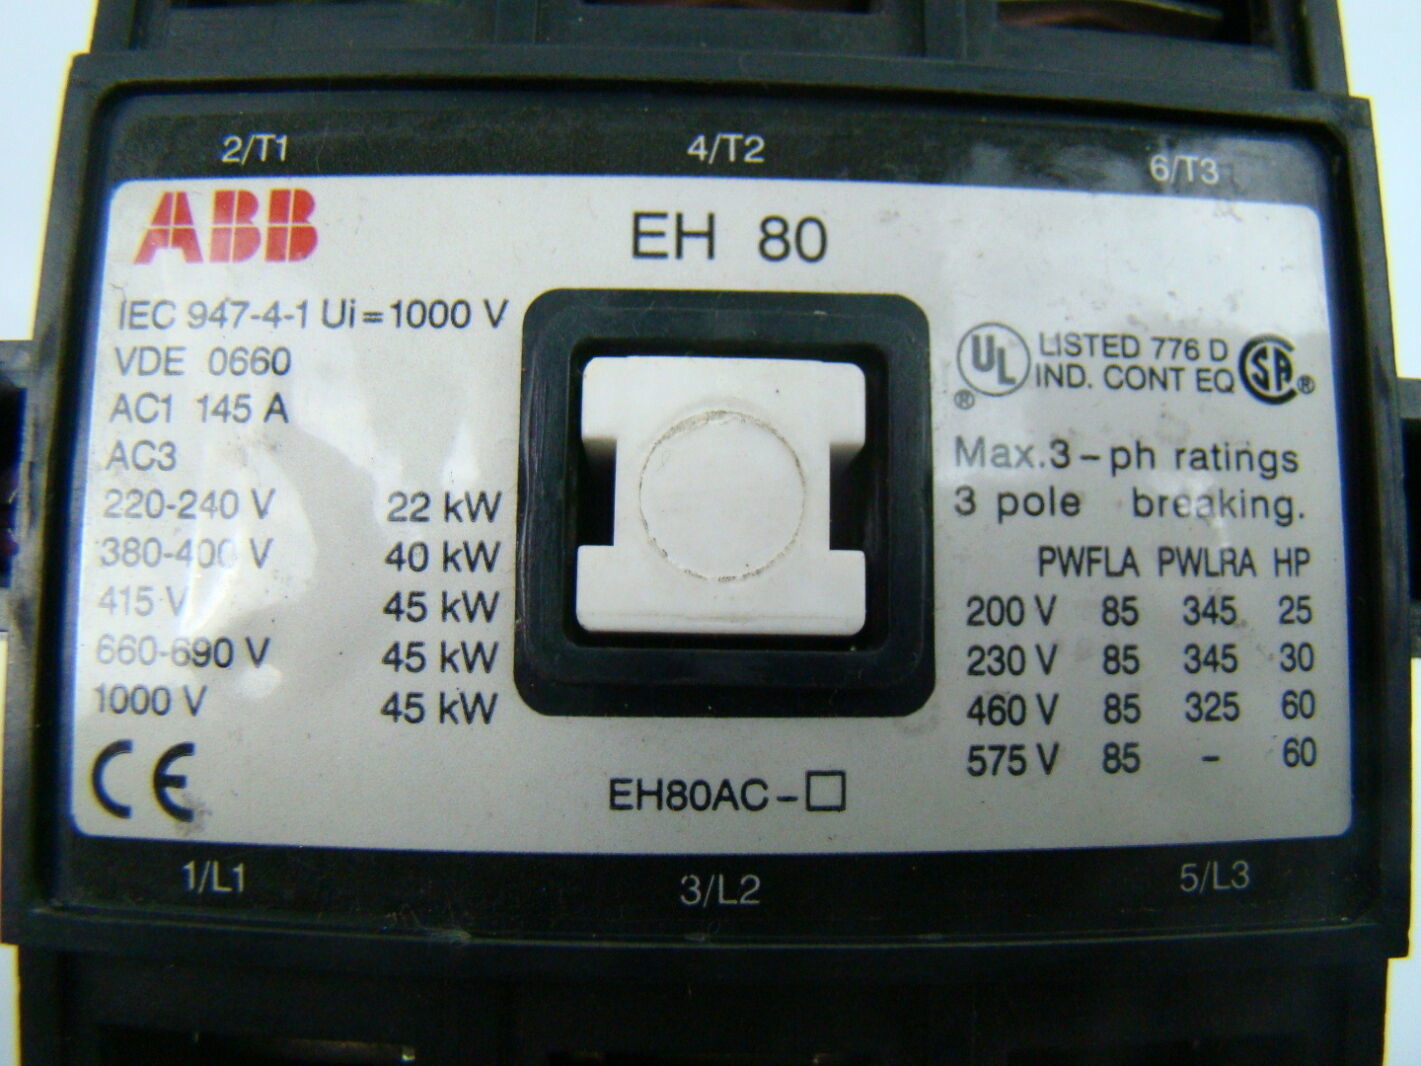 2/T1 4/T2 6/T3
ABB
EH 80
IEC 947-4-1 Ui=1000 V
VDE 0660
AC1 145 A
AC3
220-240 V 22 kW
380-400 V 40 kW
415 V 45 kW
660-690 V 45 kW
1000 V 45 kW
CE
EH80AC-□
UL ® LISTED 776 D
IND. CONT EQ SA ®
Max.3-ph ratings
3 pole breaking.
PWFLA PWLRA HP
200 V 85 345 25
230 V 85 345 30
460 V 85 325 60
575 V 85 - 60
1/L1 3/L2 5/L3